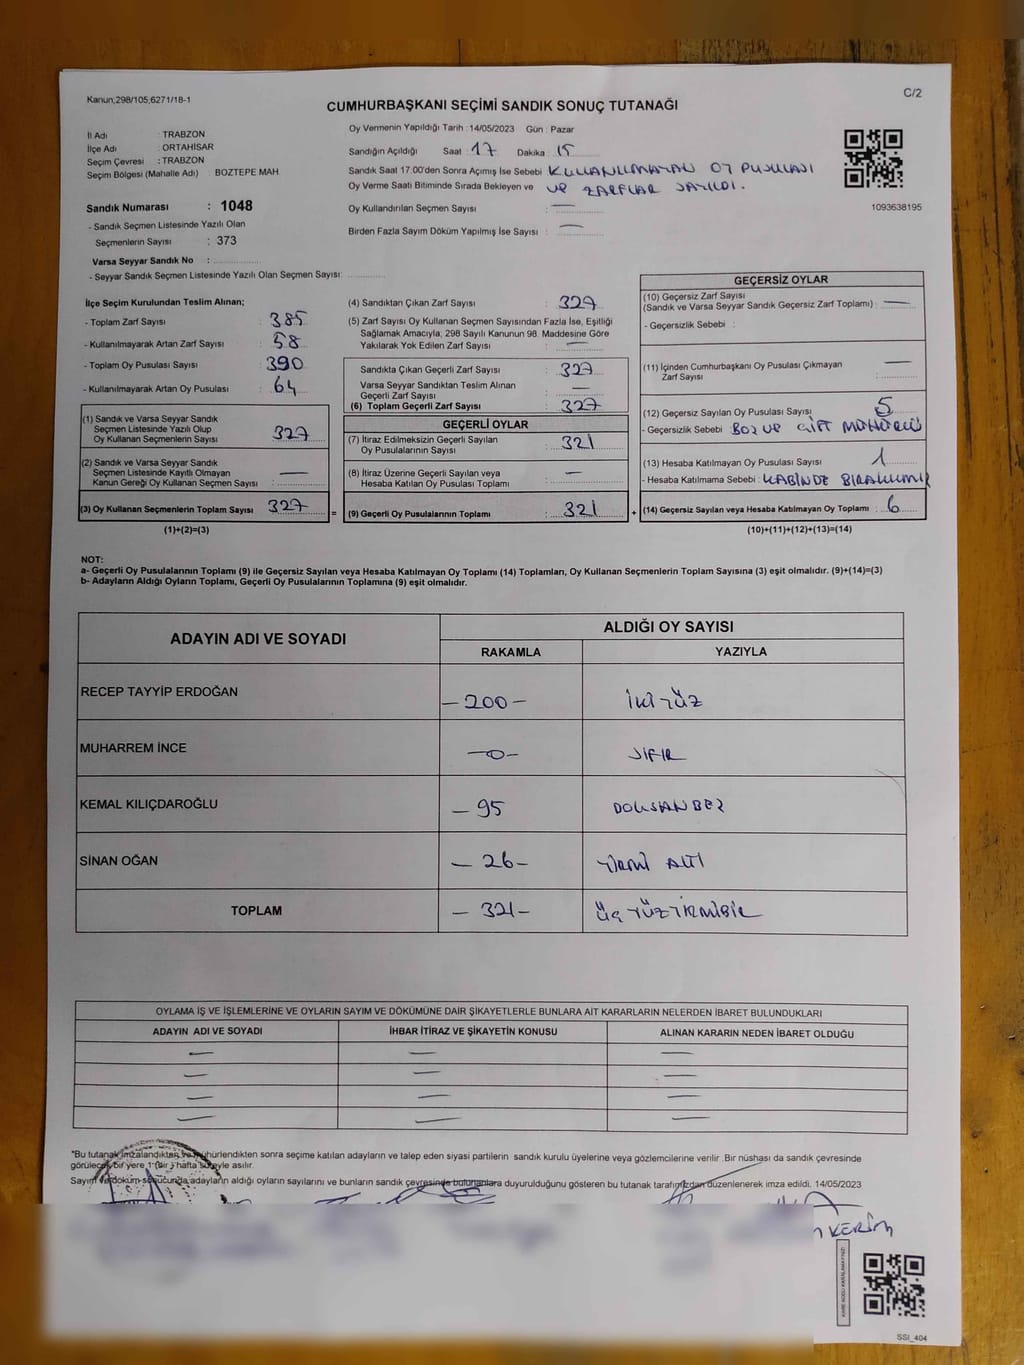 Kanun;298/105,6271/18-1
C/2
CUMHURBAŞKANI SEÇİMİ SANDIK SONUÇ TUTANAĞI
İl Adı : TRABZON
İlçe Adı : ORTAHİSAR
Seçim Çevresi : TRABZON
Seçim Bölgesi (Mahalle Adı) BOZTEPE MAH.
Sandık Numarası : 1048
- Sandık Seçmen Listesinde Yazılı Olan
Seçmenlerin Sayısı : 373
Varsa Seyyar Sandık No :
- Seyyar Sandık Seçmen Listesinde Yazılı Olan Seçmen Sayısı:
Oy Vermenin Yapıldığı Tarih :14/05/2023 Gün : Pazar
Sandığın Açıldığı Saat : 17 Dakika : 15
Sandık Saat 17.00'den Sonra Açımış İse Sebebi : KULLANILMAYAN OY PUSULASI
VE ZARFLAR SAYILDI.
Oy Verme Saati Bitiminde Sırada Bekleyen ve
Oy Kullandırılan Seçmen Sayısı : —
Birden Fazla Sayım Döküm Yapılmış İse Sayısı : —
1093638195
İlçe Seçim Kurulundan Teslim Alınan;
- Toplam Zarf Sayısı : 385
- Kullanılmayarak Artan Zarf Sayısı : 58
- Toplam Oy Pusulası Sayısı : 390
- Kullanılmayarak Artan Oy Pusulası : 64
(1) Sandık ve Varsa Seyyar Sandık
Seçmen Listesinde Yazılı Olup
Oy Kullanan Seçmenlerin Sayısı : 327
(2) Sandık ve Varsa Seyyar Sandık
Seçmen Listesinde Kayıtlı Olmayan
Kanun Gereği Oy Kullanan Seçmen Sayısı : —
(3) Oy Kullanan Seçmenlerin Toplam Sayısı : 327
(1)+(2)=(3)
(4) Sandıktan Çıkan Zarf Sayısı : 327
(5) Zarf Sayısı Oy Kullanan Seçmen Sayısından Fazla İse, Eşitliği
Sağlamak Amacıyla; 298 Sayılı Kanunun 98. Maddesine Göre
Yakılarak Yok Edilen Zarf Sayısı : —
Sandıkta Çıkan Geçerli Zarf Sayısı : 327
Varsa Seyyar Sandıktan Teslim Alınan
Geçerli Zarf Sayısı : —
(6) Toplam Geçerli Zarf Sayısı : 327
GEÇERLİ OYLAR
(7) İtiraz Edilmeksizin Geçerli Sayılan
Oy Pusulalarının Sayısı : 321
(8) İtiraz Üzerine Geçerli Sayılan veya
Hesaba Katılan Oy Pusulası Toplamı : —
= (9) Geçerli Oy Pusulalarının Toplamı : 321
GEÇERSİZ OYLAR
(10) Geçersiz Zarf Sayısı
(Sandık ve Varsa Seyyar Sandık Geçersiz Zarf Toplamı) : —
- Geçersizlik Sebebi :
(11) İçinden Cumhurbaşkanı Oy Pusulası Çıkmayan
Zarf Sayısı : —
(12) Geçersiz Sayılan Oy Pusulası Sayısı : 5
- Geçersizlik Sebebi : BOŞ VE ÇİFT MÜHÜRLÜ
(13) Hesaba Katılmayan Oy Pusulası Sayısı : 1
- Hesaba Katılmama Sebebi : KABİNDE BIRAKILMIŞ
+ (14) Geçersiz Sayılan veya Hesaba Katılmayan Oy Toplamı : 6
(10)+(11)+(12)+(13)=(14)
NOT:
a- Geçerli Oy Pusulalarının Toplamı (9) ile Geçersiz Sayılan veya Hesaba Katılmayan Oy Toplamı (14) Toplamları, Oy Kullanan Seçmenlerin Toplam Sayısına (3) eşit olmalıdır. (9)+(14)=(3)
b- Adayların Aldığı Oyların Toplamı, Geçerli Oy Pusulalarının Toplamına (9) eşit olmalıdır.
ADAYIN ADI VE SOYADI ALDIĞI OY SAYISI
RAKAMLA YAZIYLA
RECEP TAYYİP ERDOĞAN —200— İKİ YÜZ
MUHARREM İNCE —0— SIFIR
KEMAL KILIÇDAROĞLU —95 DOKSANBEŞ
SİNAN OĞAN —26— YİRMİ ALTI
TOPLAM —321— ÜÇ YÜZ YİRMİBİR
OYLAMA İŞ VE İŞLEMLERİNE VE OYLARIN SAYIM VE DÖKÜMÜNE DAİR ŞİKAYETLERLE BUNLARA AİT KARARLARIN NELERDEN İBARET BULUNDUKLARI
ADAYIN ADI VE SOYADI İHBAR İTİRAZ VE ŞİKAYETİN KONUSU ALINAN KARARIN NEDEN İBARET OLDUĞU
— — —
— — —
— — —
— — —
*Bu tutanak imzalandıktan ve mühürlendikten sonra seçime katılan adayların ve talep eden siyasi partilerin sandık kurulu üyelerine veya gözlemcilerine verilir .Bir nüshası da sandık çevresinde
görülecek bir yere 1 (Bir ) hafta süreyle asılır.
Sayım ve döküm sonucunda adayların aldığı oyların sayılarını ve bunların sandık çevresinde bulunanlara duyurulduğunu gösteren bu tutanak tarafımızdan düzenlenerek imza edildi. 14/05/2023
KERİM
SSI_404